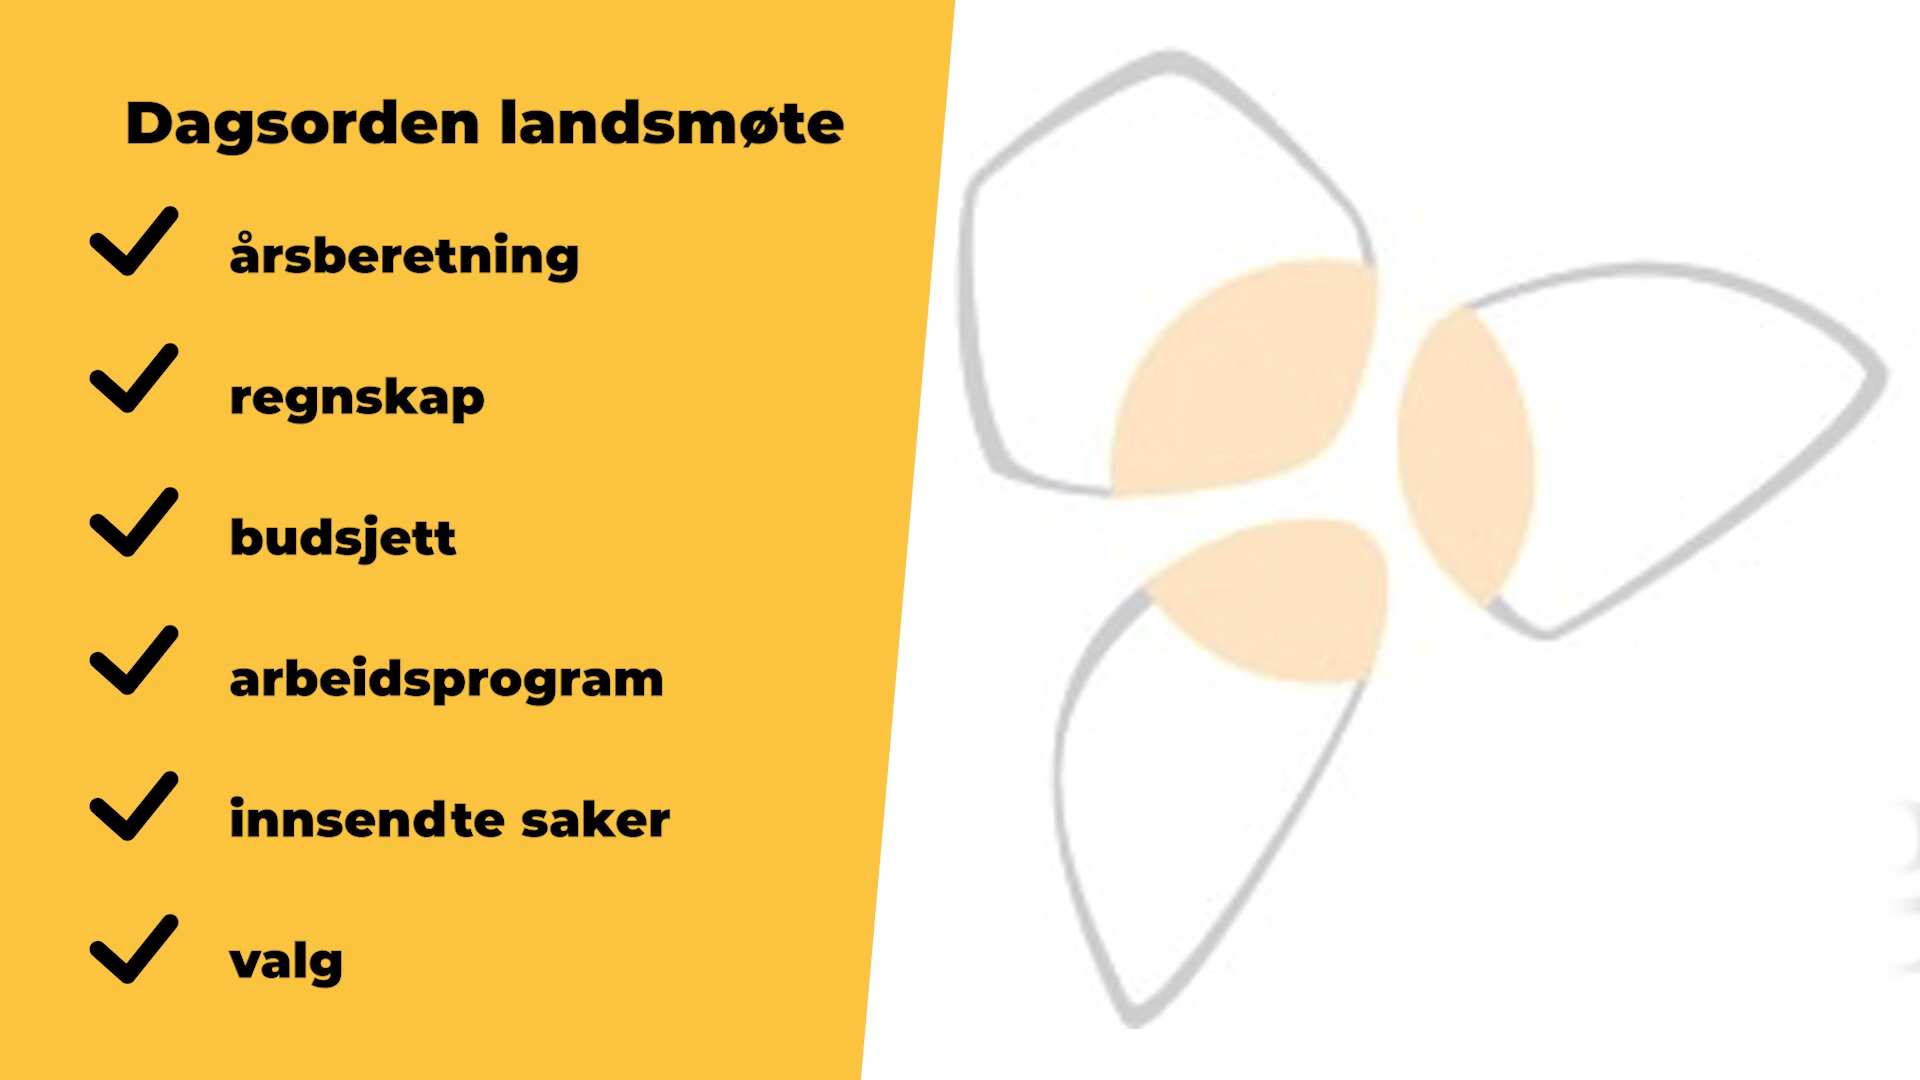 Dagsorden landsmøte
årsberetning
regnskap
budsjett
arbeidsprogram
innsendte saker
valg